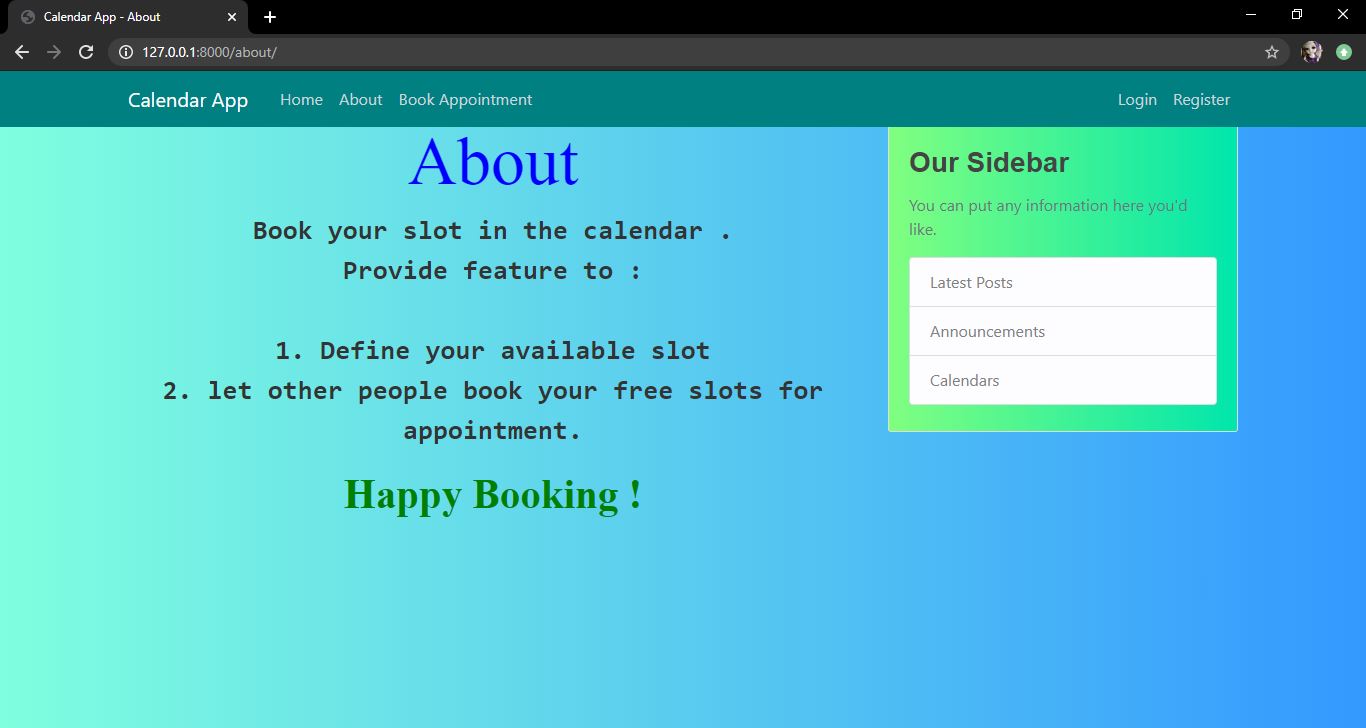 Calendar App - About
127.0.0.1:8000/about/
Calendar App Home About Book Appointment Login Register
About
Book your slot in the calendar .
Provide feature to :
1. Define your available slot
2. let other people book your free slots for
appointment.
Happy Booking !
Our Sidebar
You can put any information here you'd
like.
Latest Posts
Announcements
Calendars